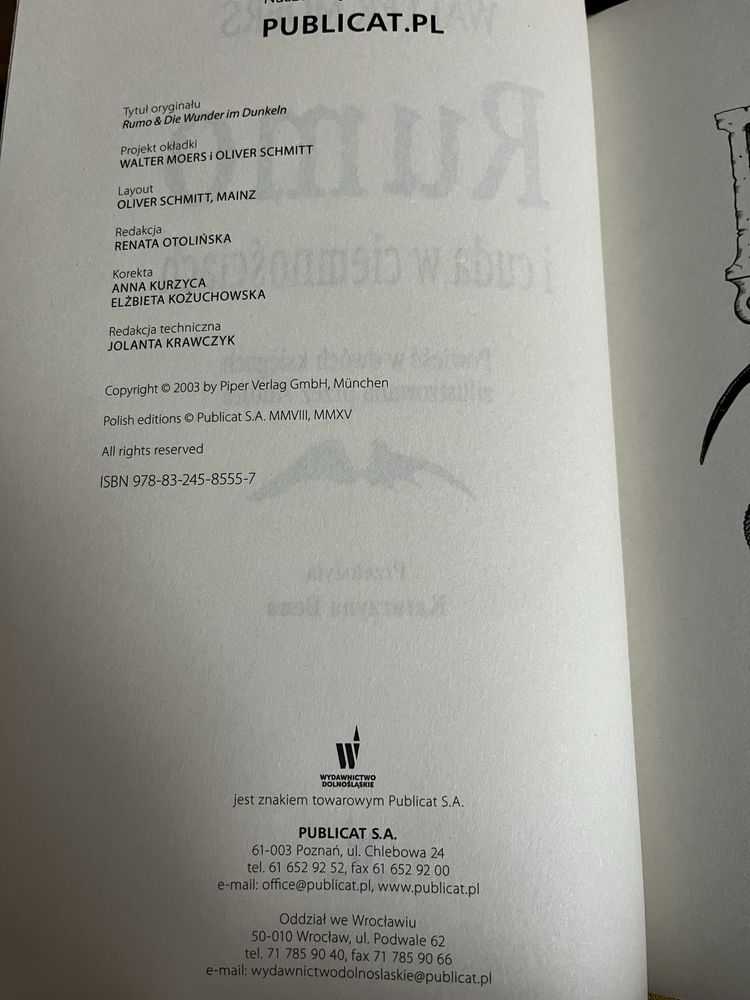 PUBLICAT.PL
Tytuł oryginału
Rumo & Die Wunder im Dunkeln
Projekt okładki
WALTER MOERS i OLIVER SCHMITT
Layout
OLIVER SCHMITT, MAINZ
Redakcja
RENATA OTOLIŃSKA
Korekta
ANNA KURZYCA
ELŻBIETA KOŻUCHOWSKA
Redakcja techniczna
JOLANTA KRAWCZYK
Copyright © 2003 by Piper Verlag GmbH, München
Polish editions © Publicat S.A. MMVIII, MMXV
All rights reserved
ISBN 978-83-245-8555-7
W
WYDAWNICTWO
DOLNOŚLĄSKIE
jest znakiem towarowym Publicat S.A.
PUBLICAT S.A.
61-003 Poznań, ul. Chlebowa 24
tel. 61 652 92 52, fax 61 652 92 00
e-mail: office@publicat.pl, www.publicat.pl
Oddział we Wrocławiu
50-010 Wrocław, ul. Podwale 62
tel. 71 785 90 40, fax 71 785 90 66
e-mail: wydawnictwodolnoslaskie@publicat.pl